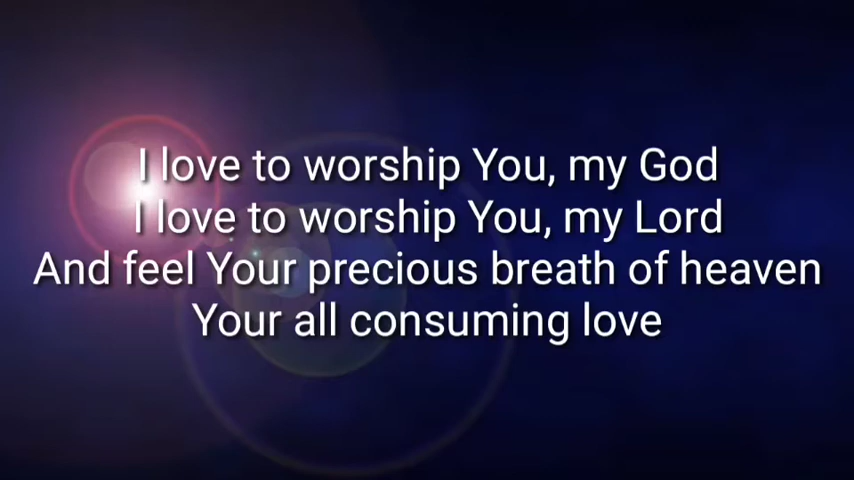 I love to worship You, my God
I love to worship You, my Lord
And feel Your precious breath of heaven
Your all consuming love